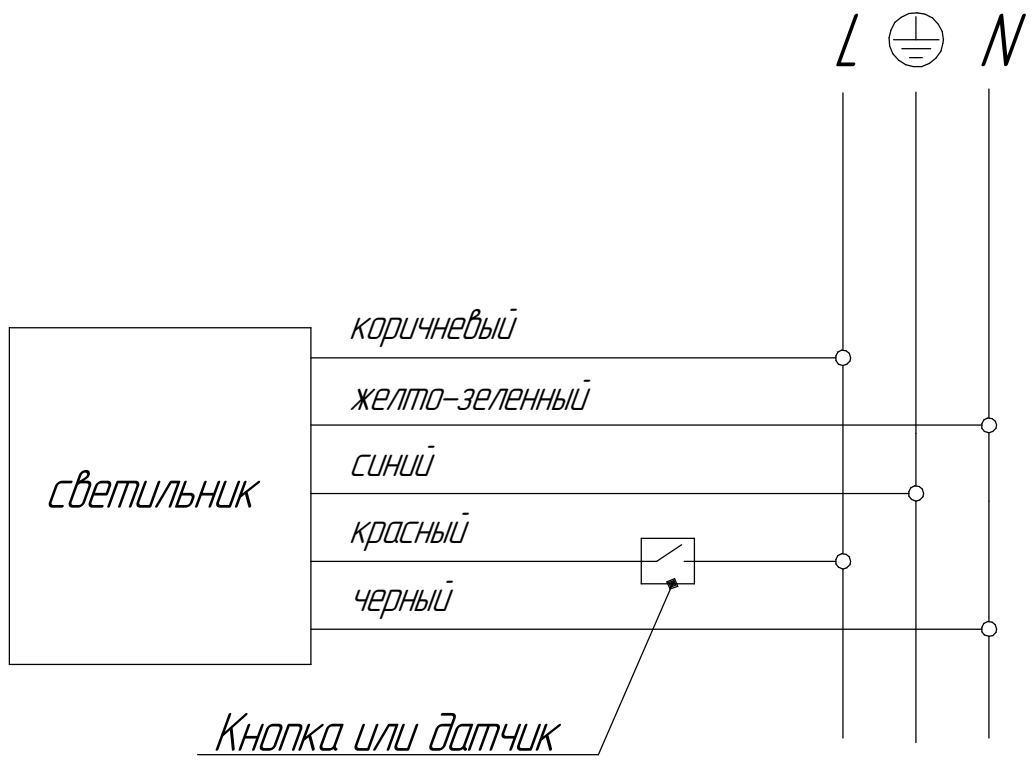 L N
коричневый
желто-зеленный
синий
светильник
красный
черный
Кнопка или датчик